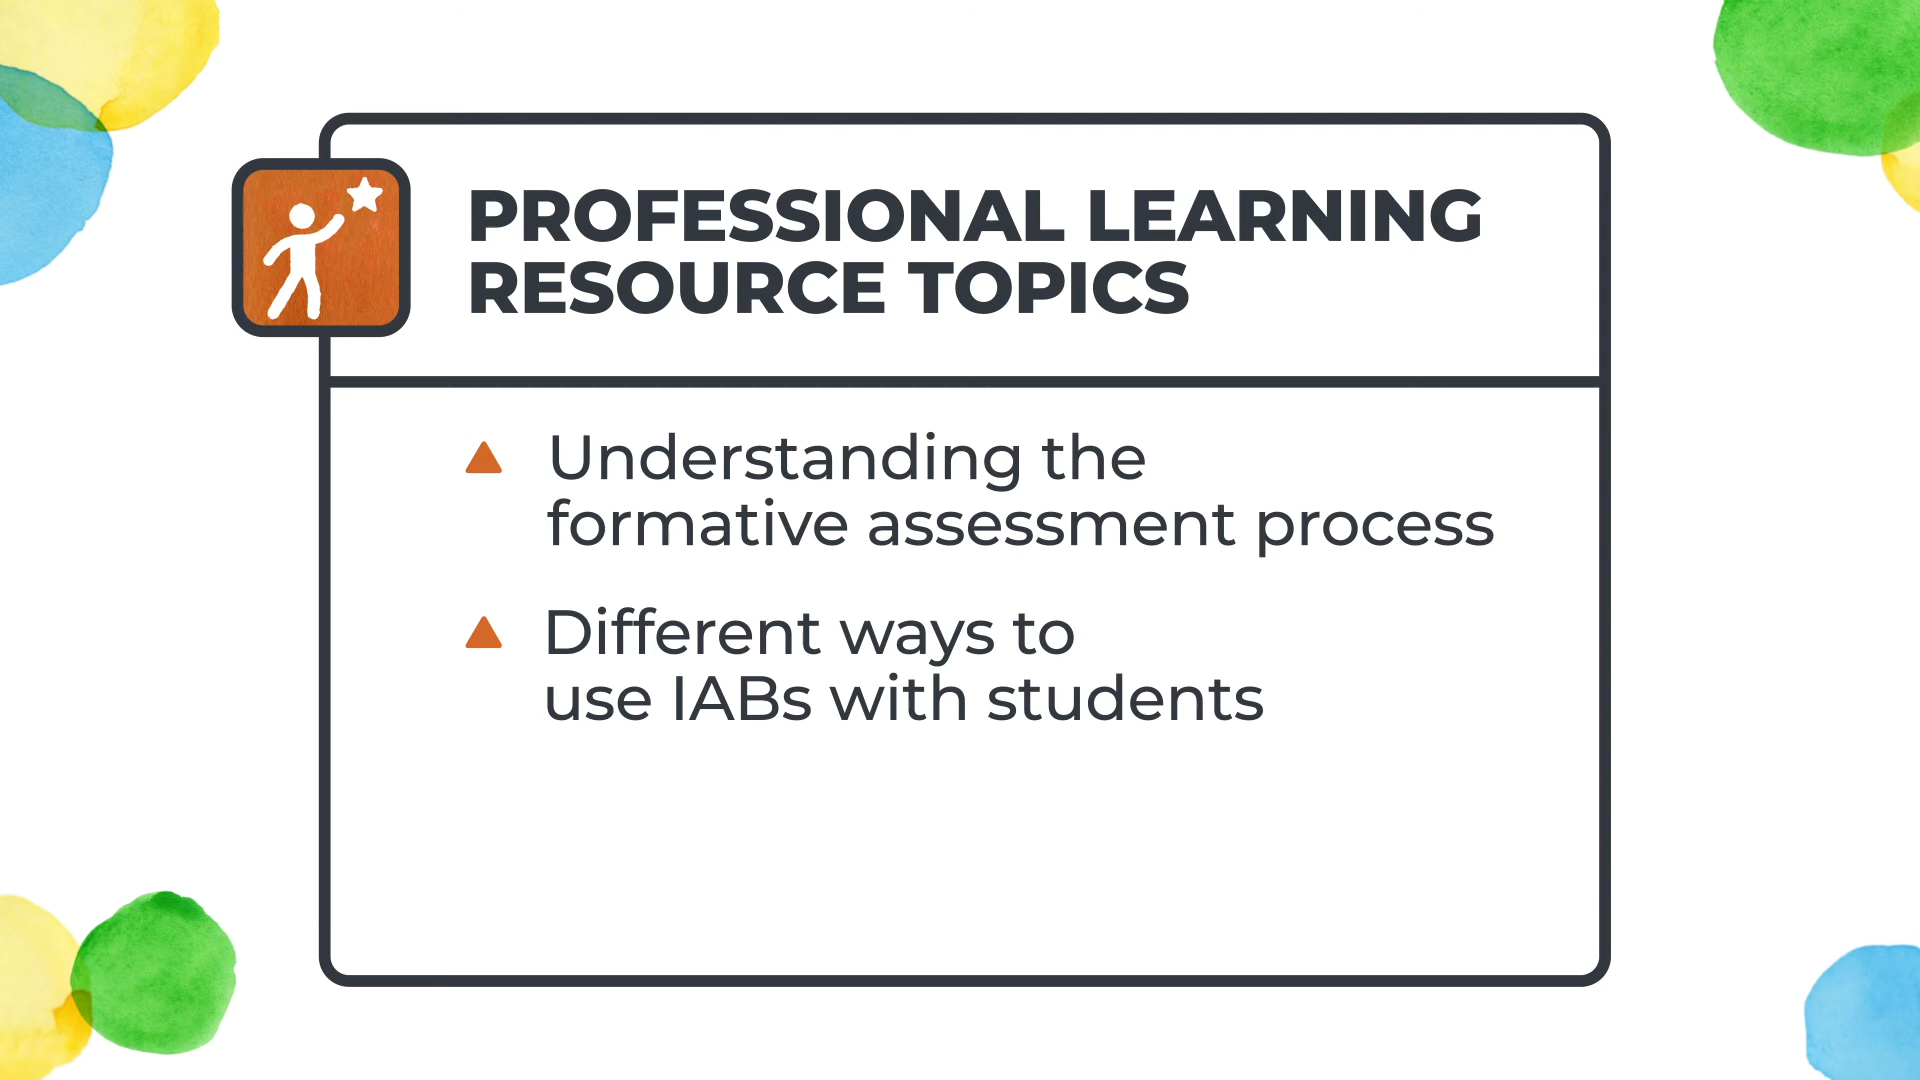 PROFESSIONAL LEARNING
RESOURCE TOPICS
Understanding the
formative assessment process
Different ways to
use IABs with students